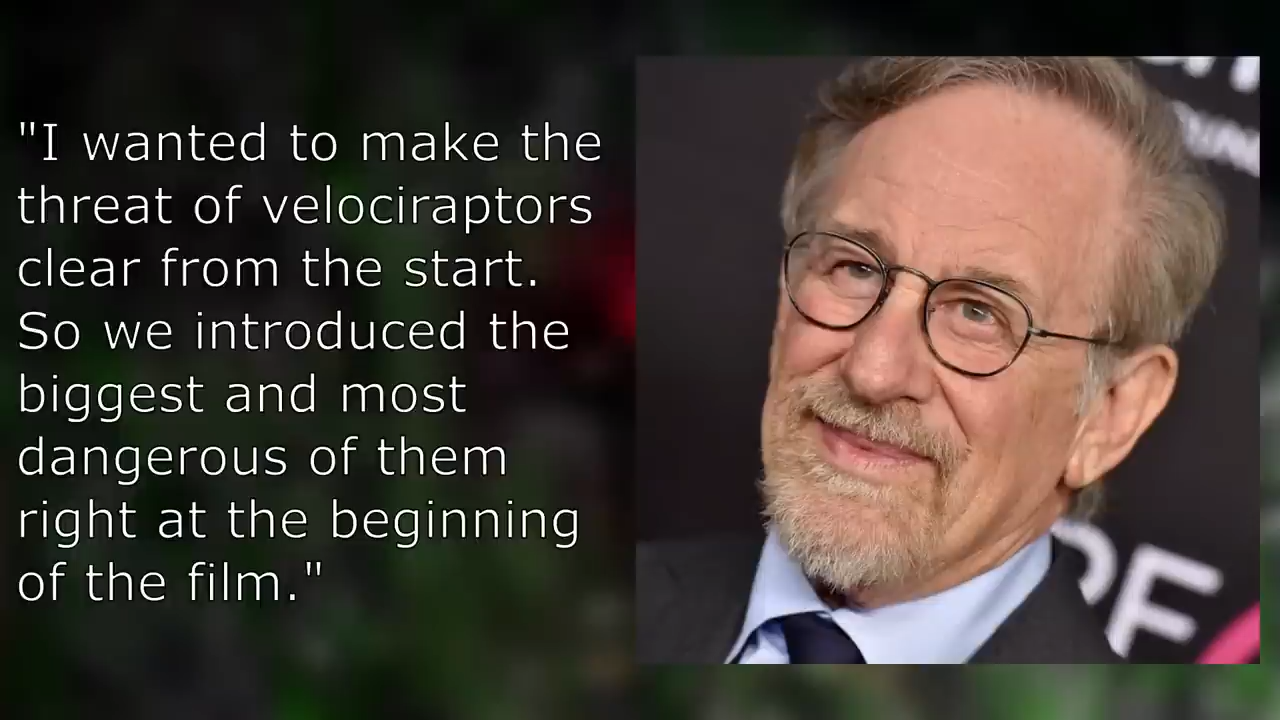 "I wanted to make the
threat of velociraptors
clear from the start.
So we introduced the
biggest and most
dangerous of them
right at the beginning
of the film."
OF